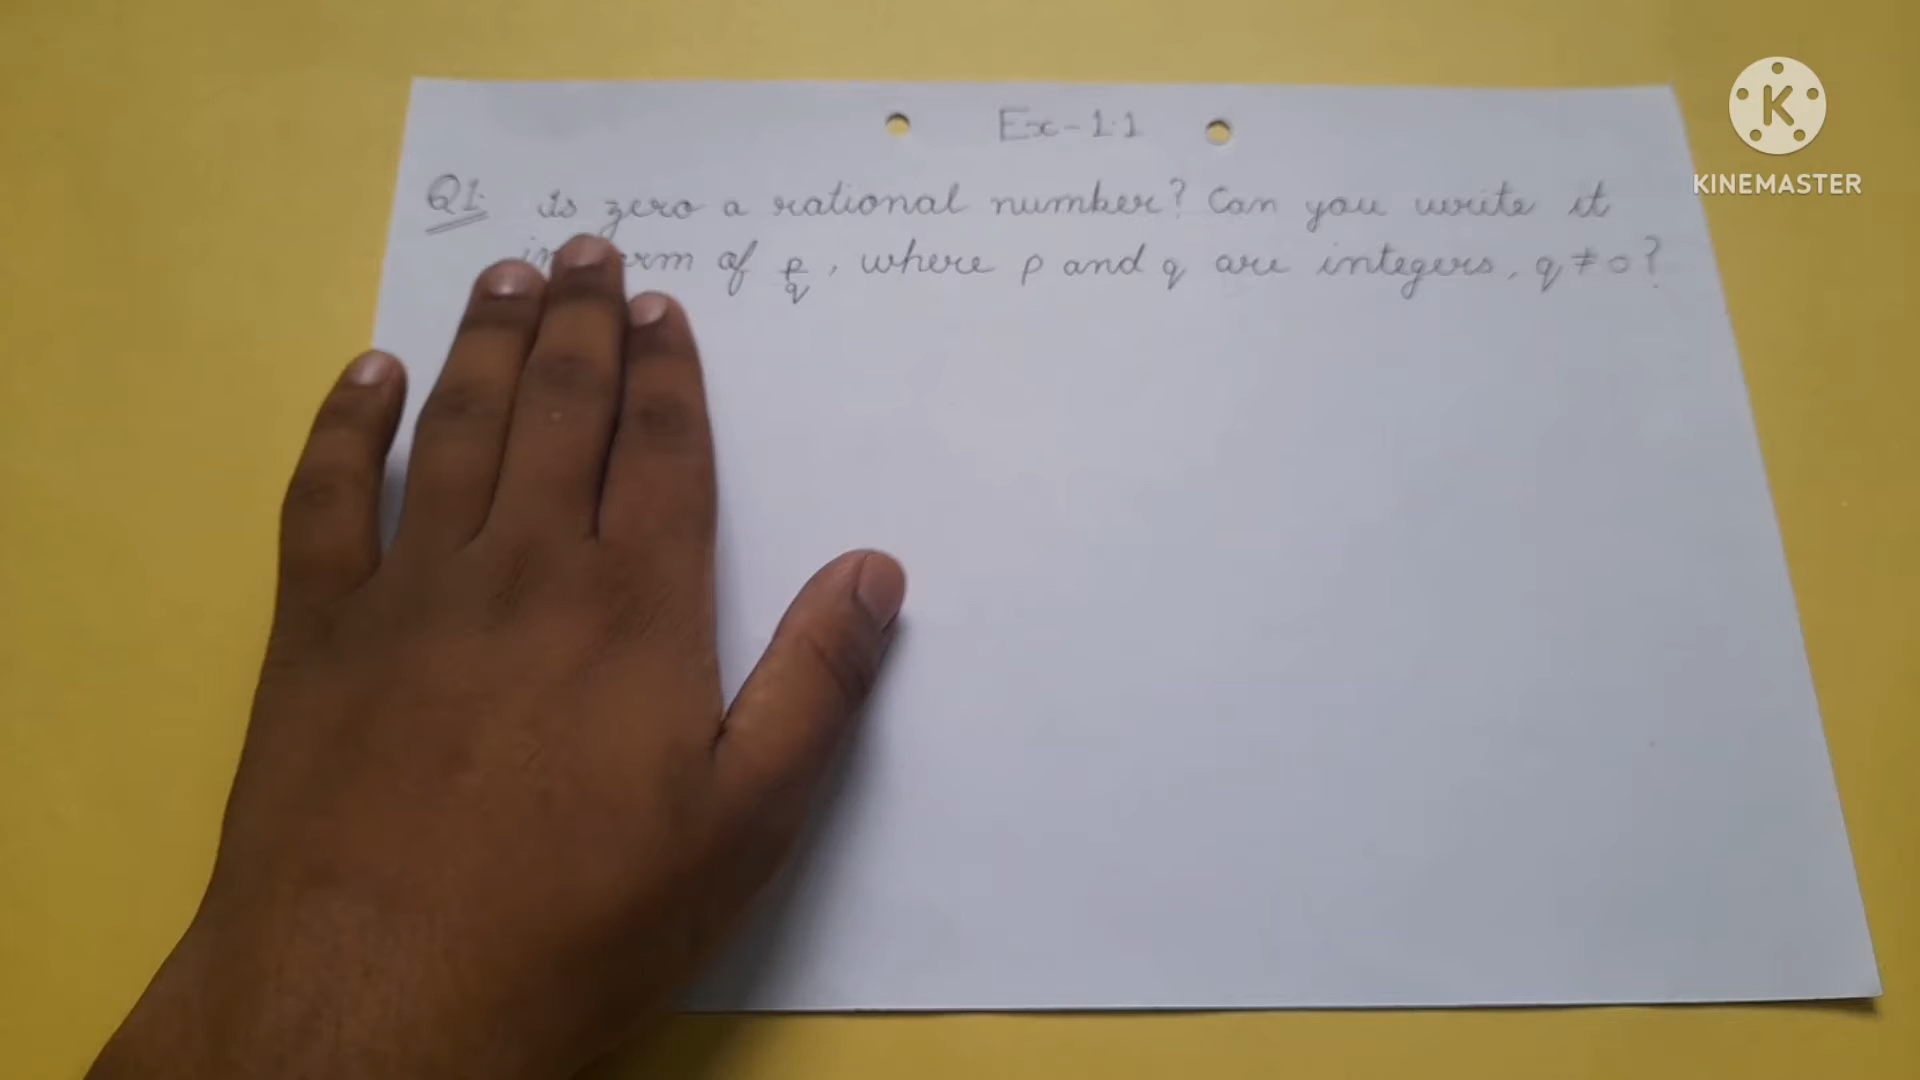 Ex-1.1
Q1. Is zero a rational number? Can you write it
in of p/q, where p and q are integers, q ≠ 0?
K
KINEMASTER